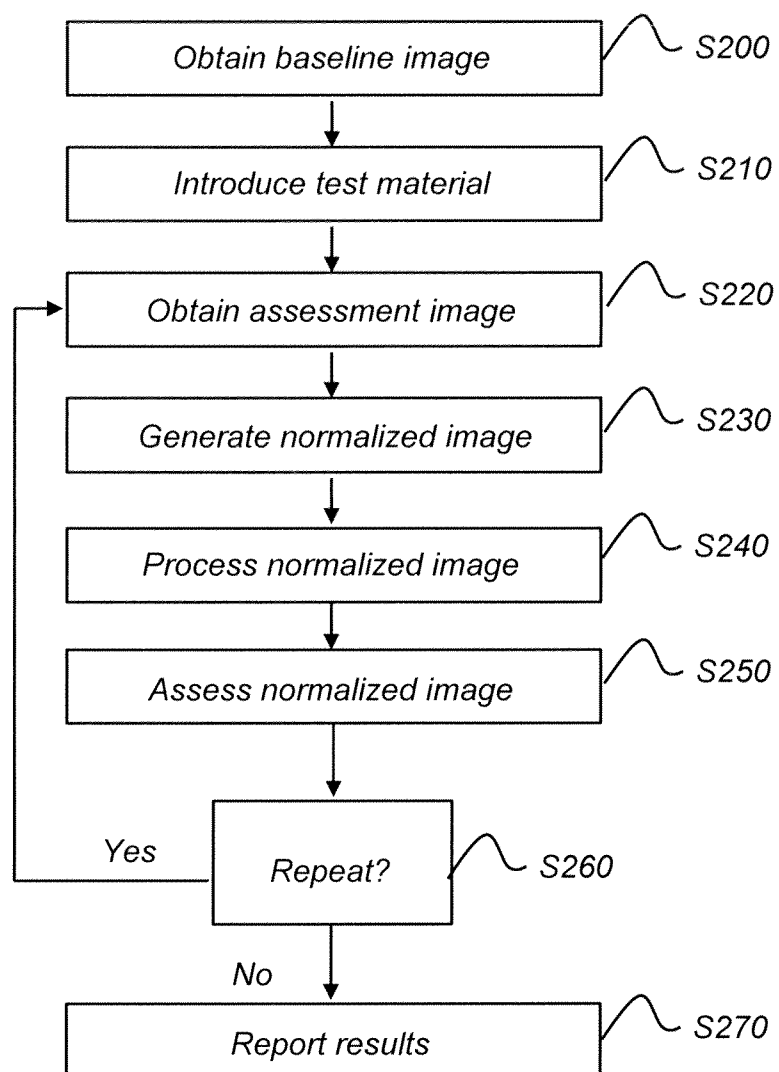 Obtain baseline image
S200
Introduce test material
S210
Obtain assessment image
S220
Generate normalized image
S230
Process normalized image
S240
Assess normalized image
S250
Yes
Repeat?
S260
No
Report results
S270